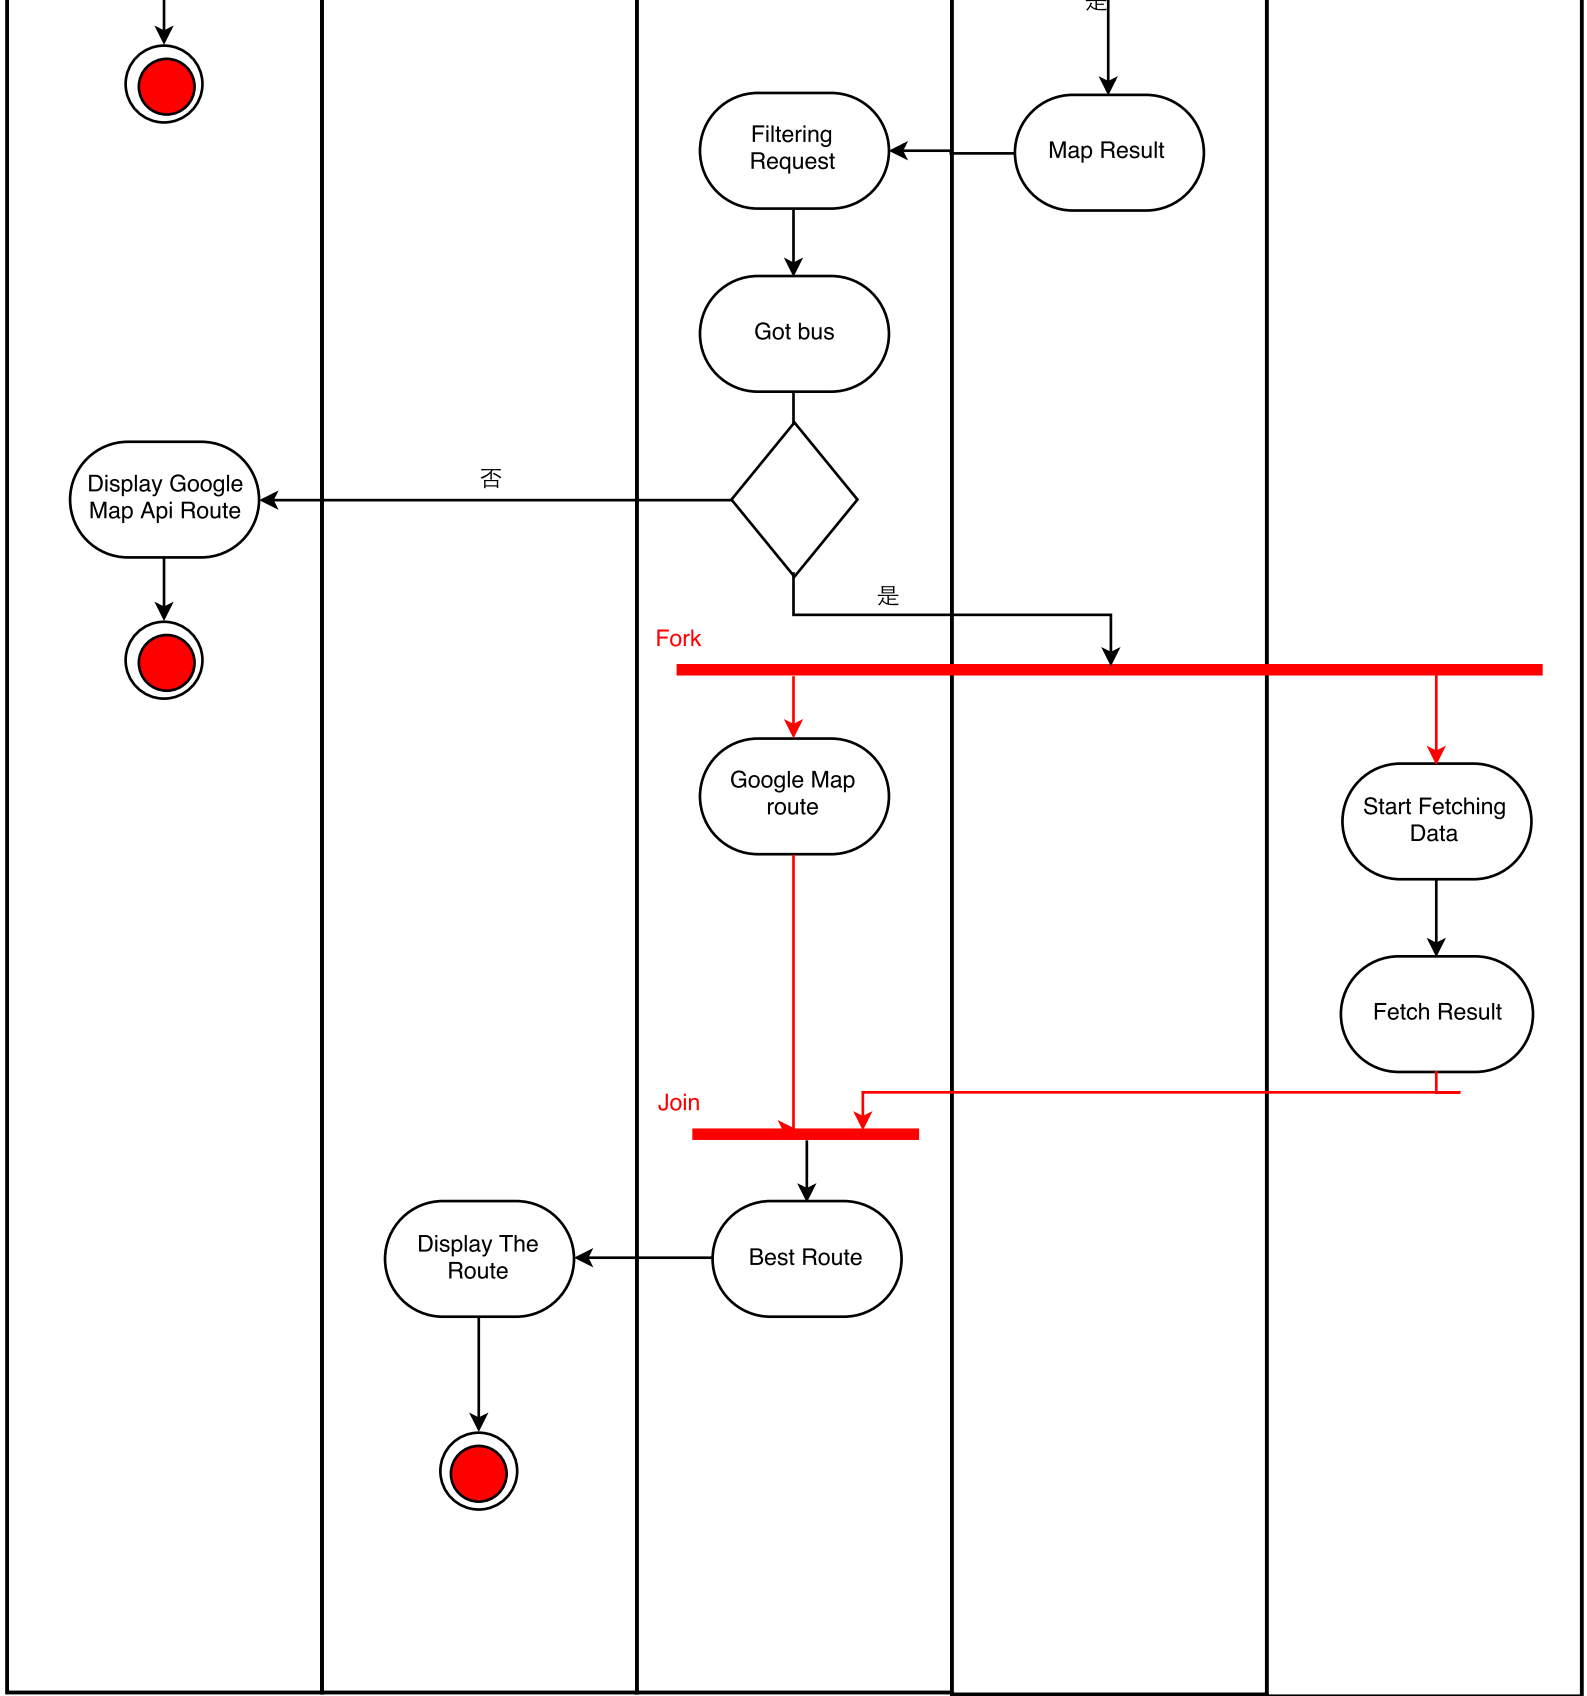 是
Filtering
Request
Map Result
Got bus
Display Google
Map Api Route
否
是
Fork
Google Map
route
Start Fetching
Data
Fetch Result
Join
Display The
Route
Best Route